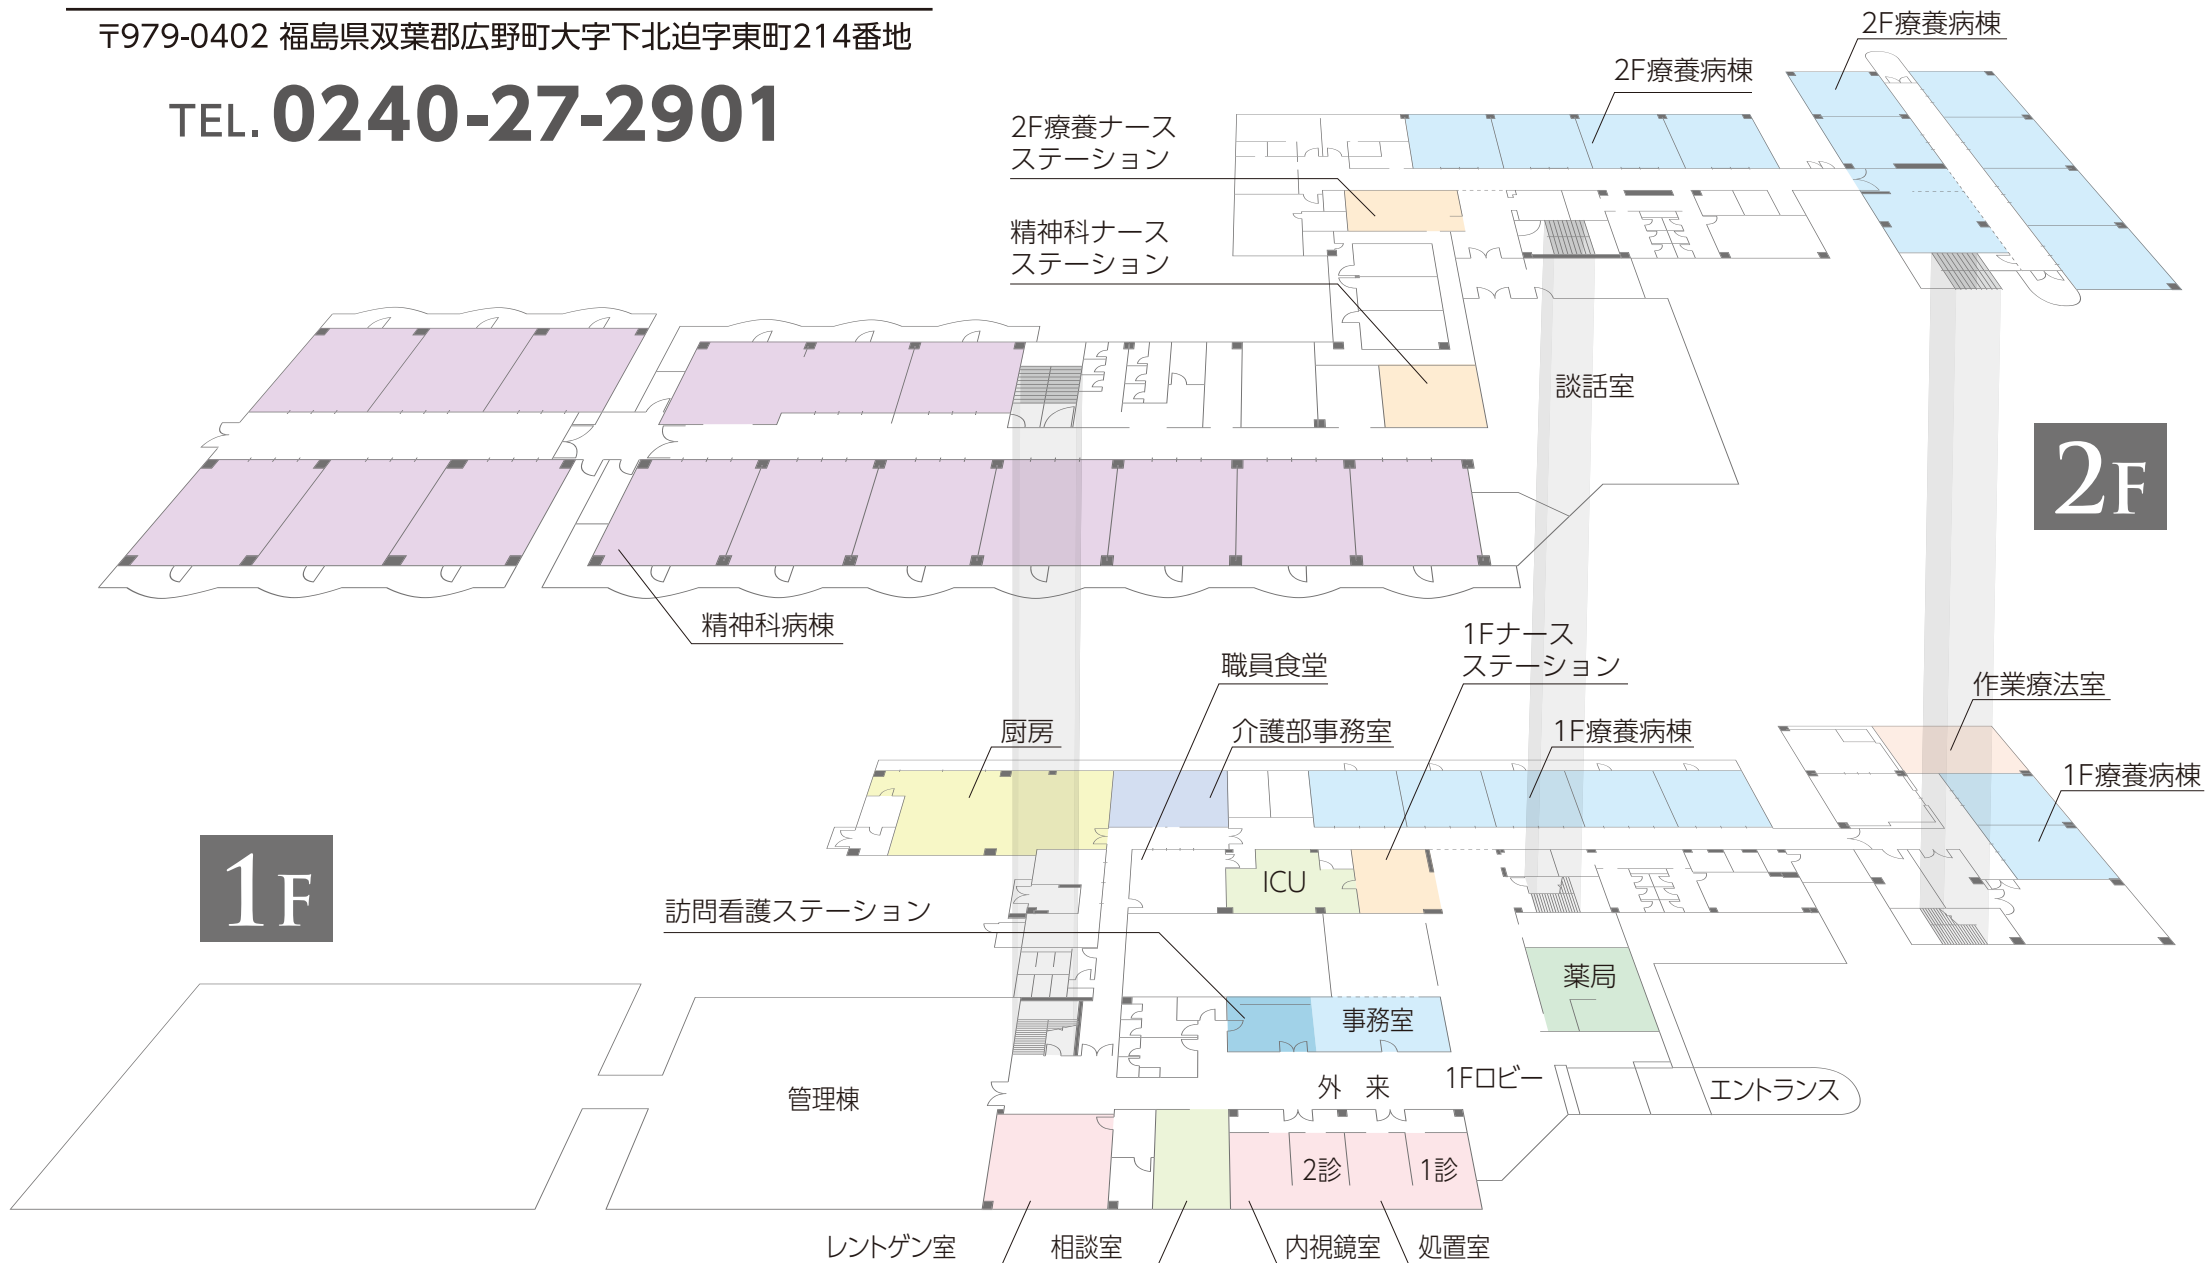 〒979-0402 福島県双葉郡広野町大字下北迫字東町214番地
TEL. 0240-27-2901
2F療養病棟
2F療養病棟
2F療養ナース
ステーション
精神科ナース
ステーション
談話室
2F
精神科病棟
1Fナース
ステーション
職員食堂
作業療法室
厨房
介護部事務室
1F療養病棟
1F療養病棟
1F
ICU
訪問看護ステーション
薬局
事務室
管理棟
外 来
1Fロビー
エントランス
2診
1診
レントゲン室
相談室
内視鏡室
処置室